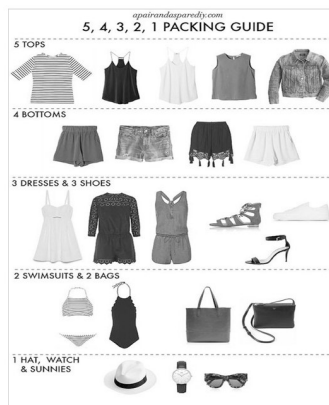 apairandasparediy.com
5, 4, 3, 2, 1 PACKING GUIDE
5 TOPS
4 BOTTOMS
3 DRESSES & 3 SHOES
2 SWIMSUITS & 2 BAGS
1 HAT, WATCH
& SUNNIES